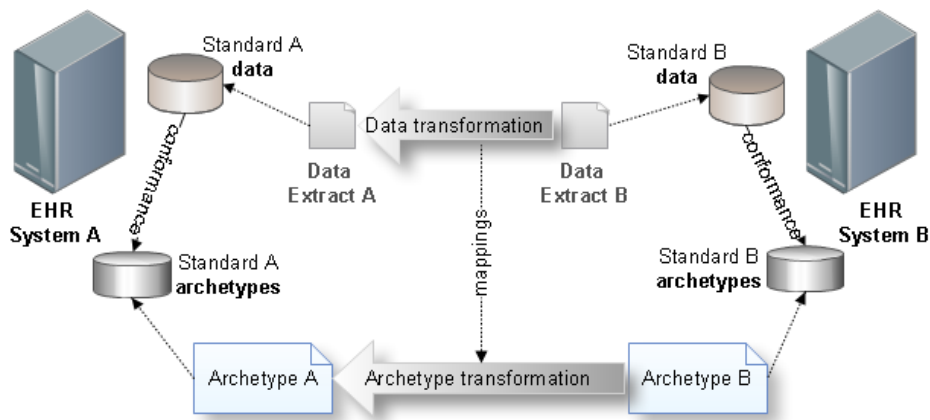 Standard A
data
Standard B
data
Data transformation
conformance
conformance
Data
Extract A
Data
Extract B
EHR
System A
EHR
System B
mappings
Standard A
archetypes
Standard B
archetypes
Archetype A
Archetype transformation
Archetype B